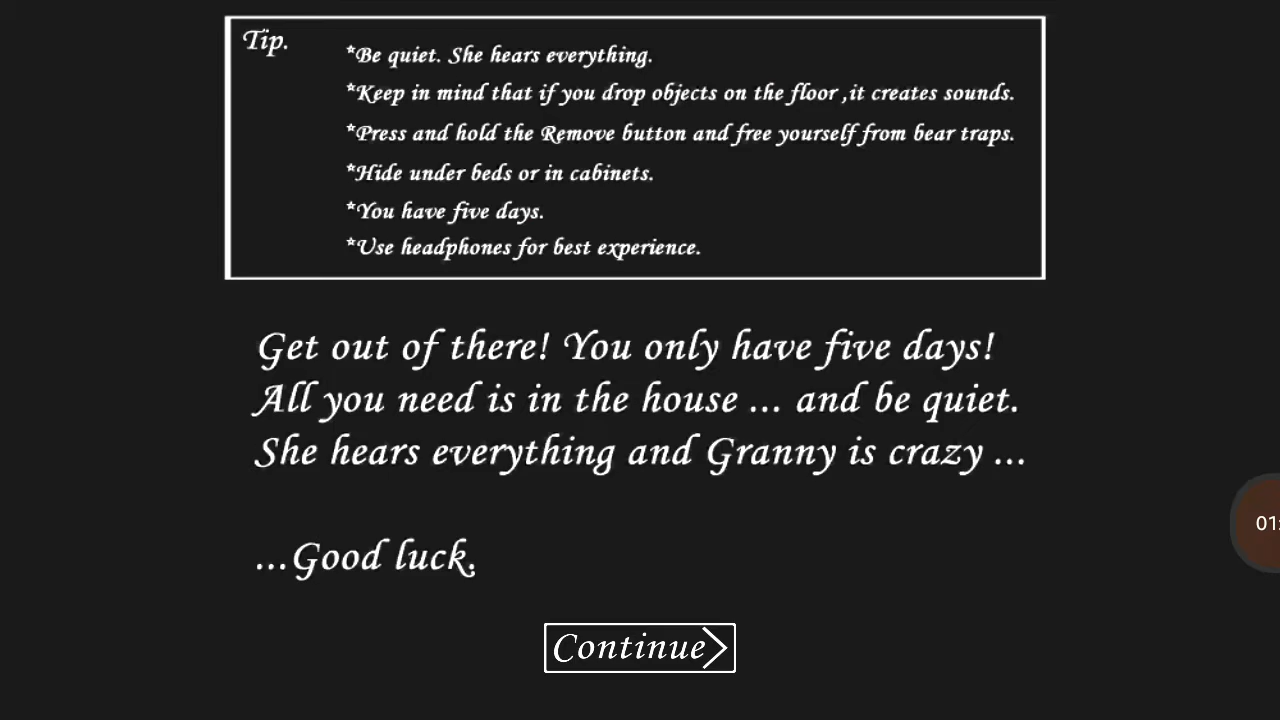 Tip.
*Be quiet. She hears everything.
*Keep in mind that if you drop objects on the floor ,it creates sounds.
*Press and hold the Remove button and free yourself from bear traps.
*Hide under beds or in cabinets.
*You have five days.
*Use headphones for best experience.
Get out of there! You only have five days!
All you need is in the house ... and be quiet.
She hears everything and Granny is crazy ...
...Good luck.
Continue
01: